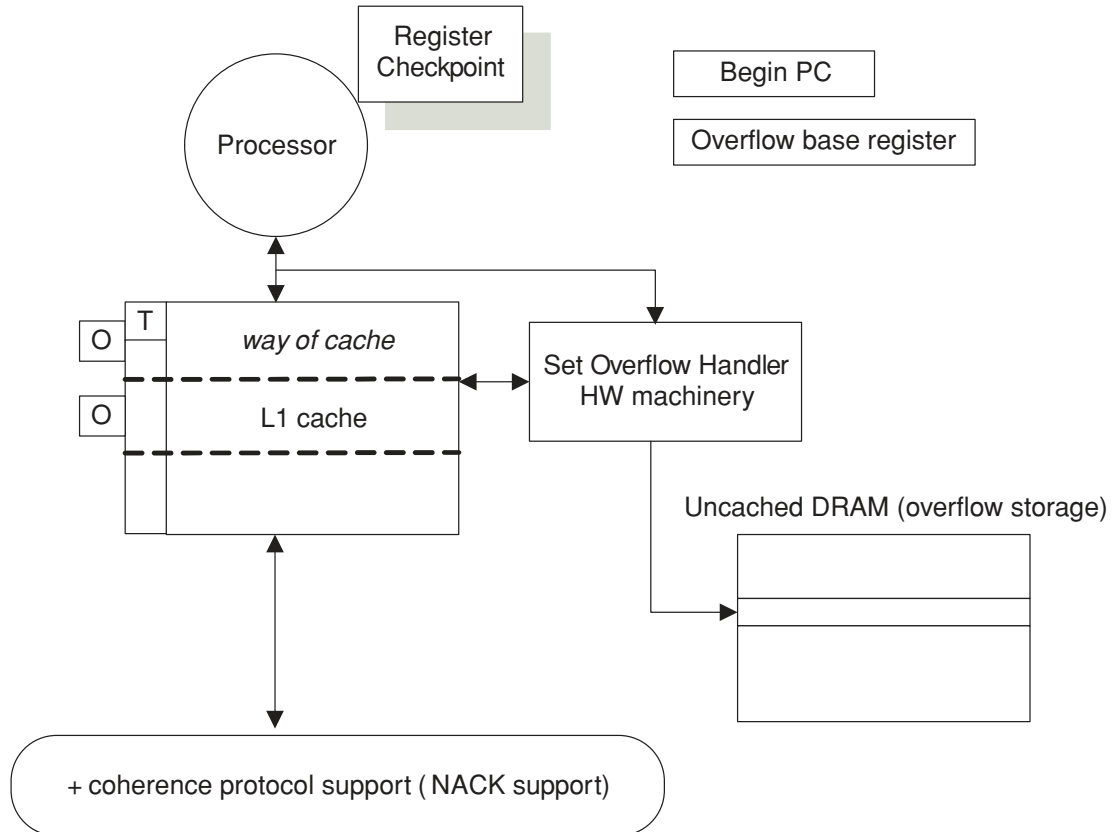 Register
Checkpoint
Begin PC
Processor
Overflow base register
T
O
way of cache
Set Overflow Handler
HW machinery
O
L1 cache
Uncached DRAM (overflow storage)
+ coherence protocol support ( NACK support)